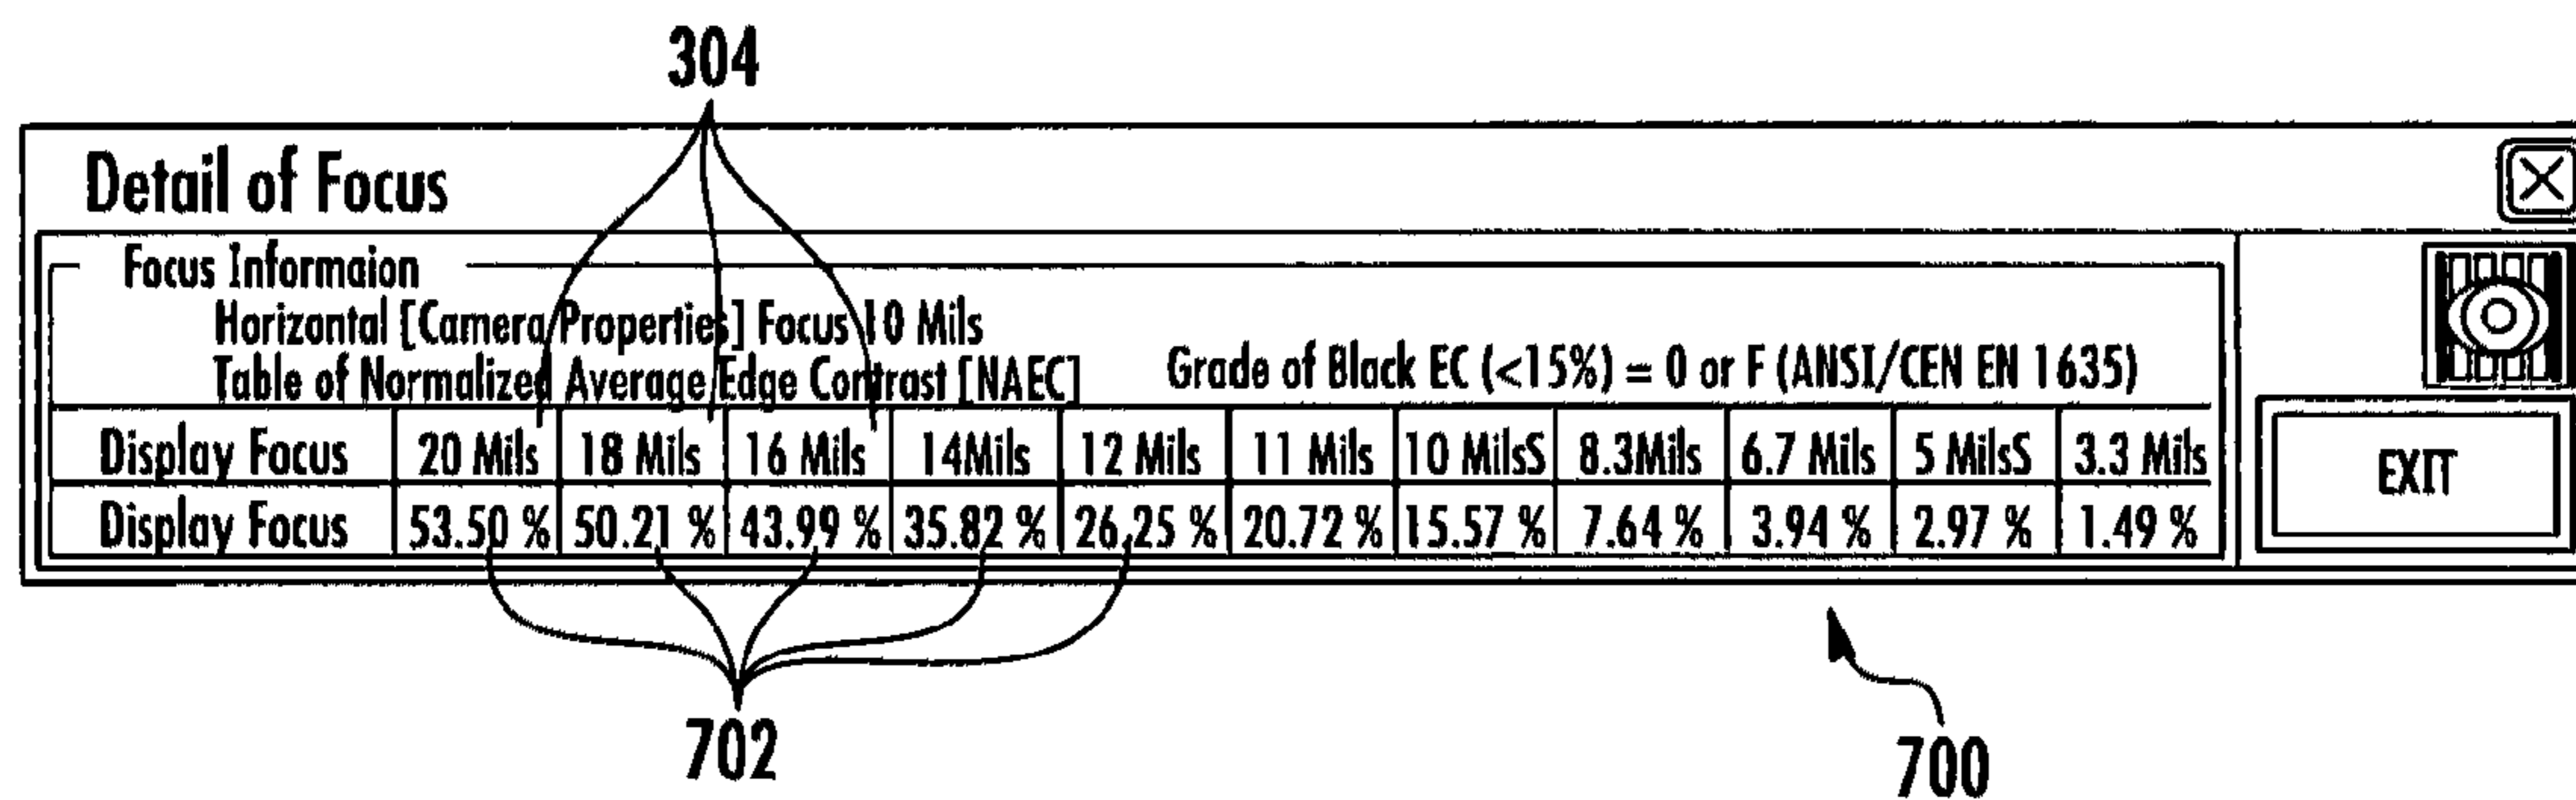 304
Detail of Focus
Focus Informaion
Horizontal [Camera Properties] Focus 10 Mils
Table of Normalized Average Edge Contrast [NAEC] Grade of Black EC (<15%) = 0 or F (ANSI/CEN EN 1635)
Display Focus 20 Mils 18 Mils 16 Mils 14Mils 12 Mils 11 Mils 10 MilsS 8.3Mils 6.7 Mils 5 MilsS 3.3 Mils
Display Focus 53.50 % 50.21 % 43.99 % 35.82 % 26.25 % 20.72 % 15.57 % 7.64 % 3.94 % 2.97 % 1.49 %
EXIT
702
700